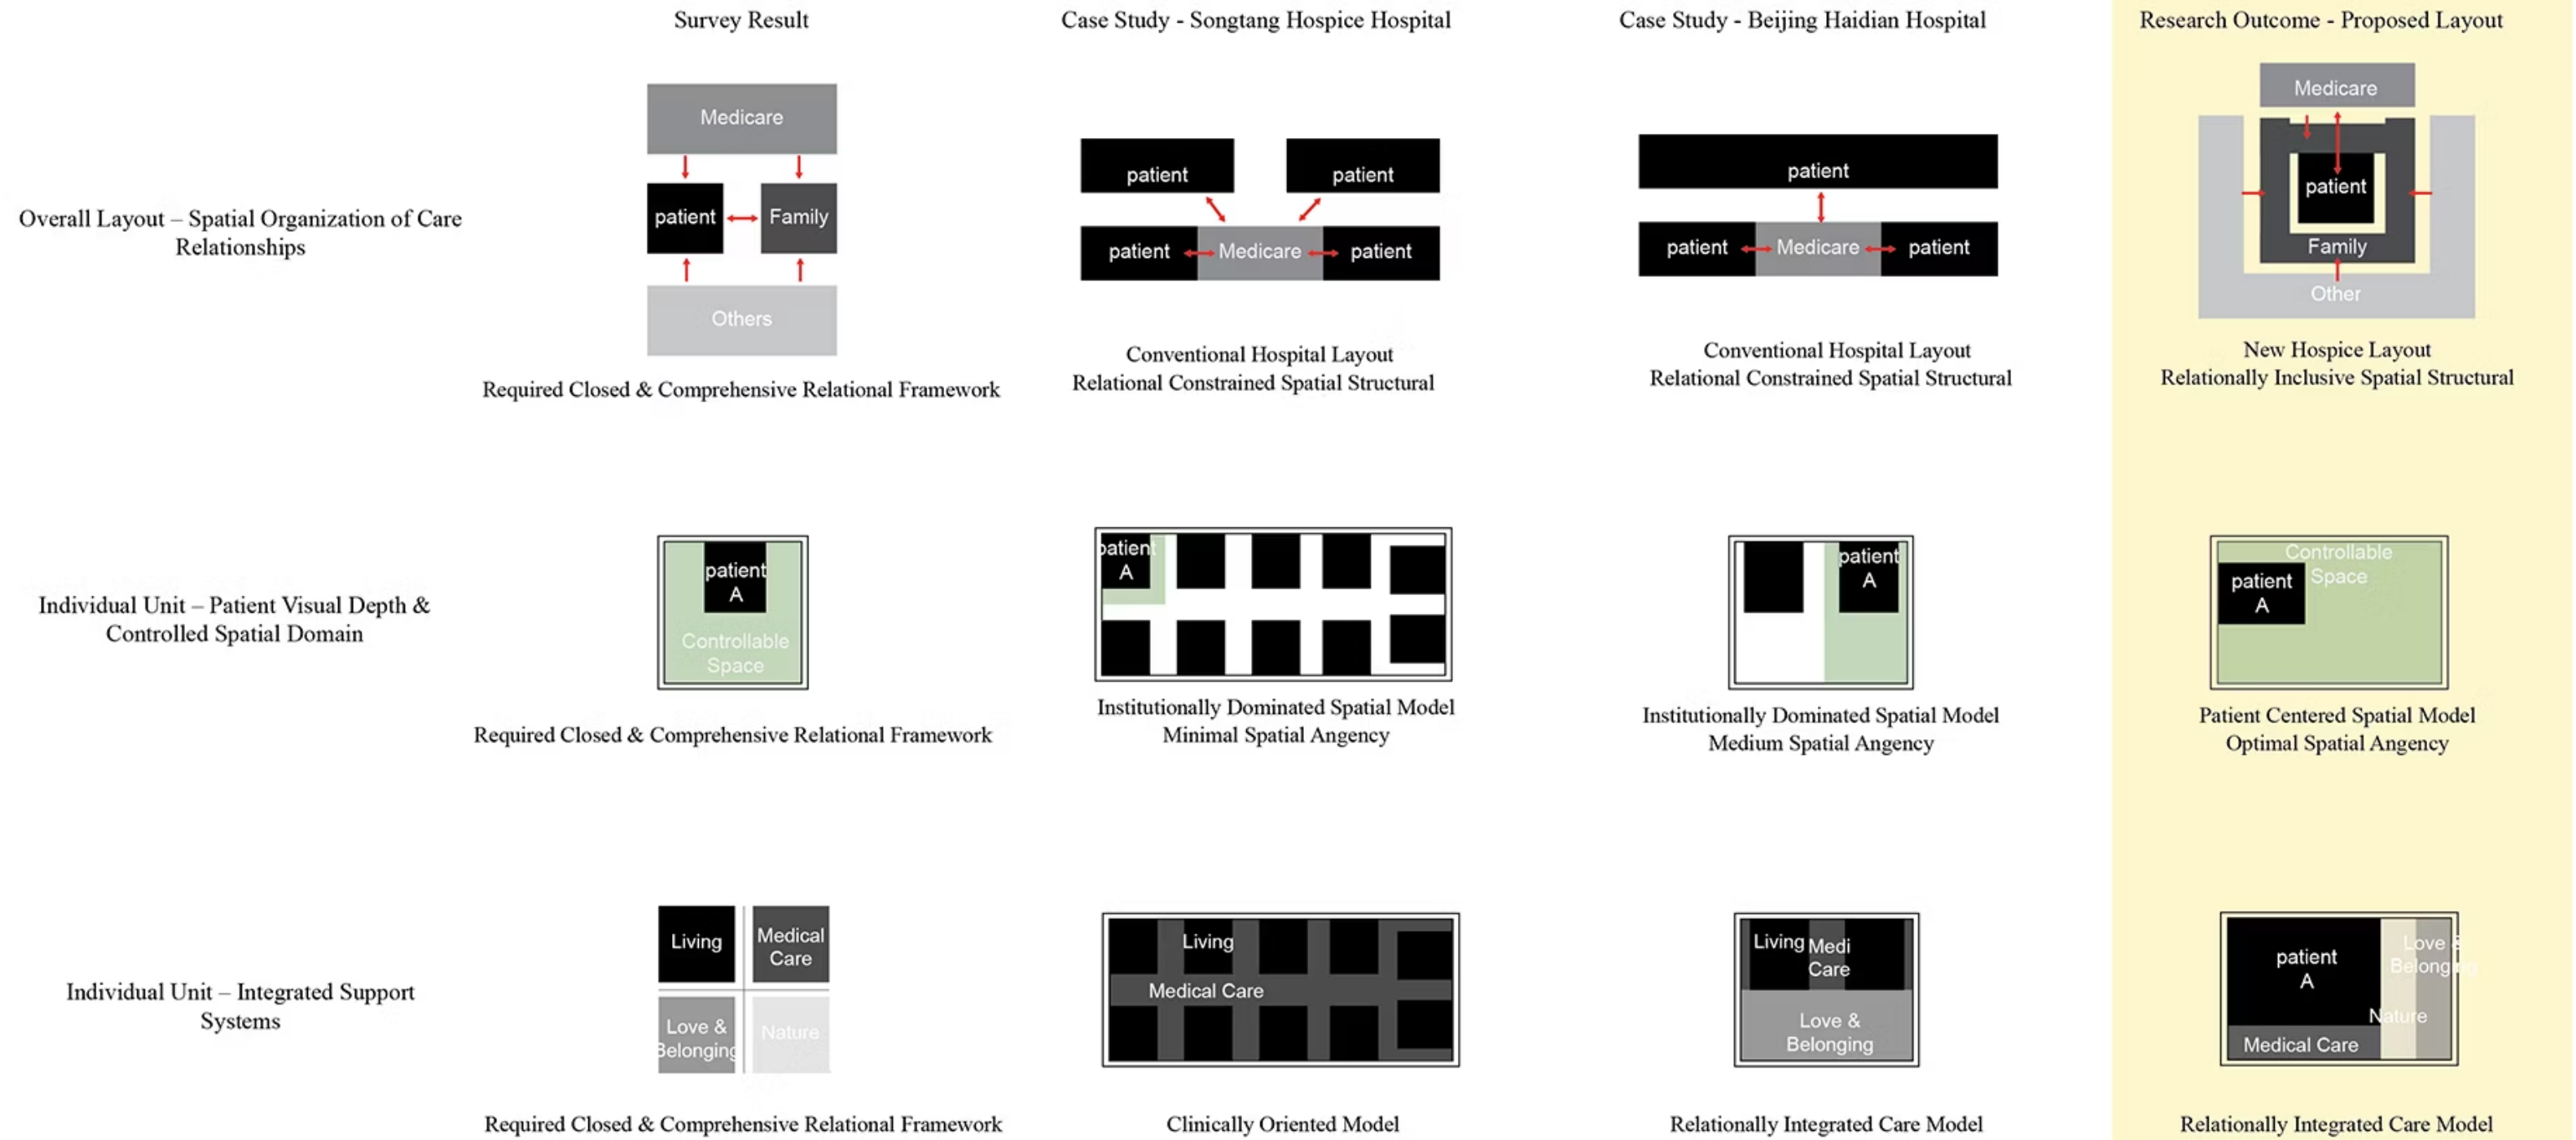 Survey Result
Case Study - Songtang Hospice Hospital
Case Study - Beijing Haidian Hospital
Research Outcome - Proposed Layout
Overall Layout – Spatial Organization of Care
Relationships
Medicare
patient
Family
Others
Required Closed & Comprehensive Relational Framework
patient
patient
patient
Medicare
patient
Conventional Hospital Layout
Relational Constrained Spatial Structural
patient
patient
Medicare
patient
Conventional Hospital Layout
Relational Constrained Spatial Structural
Medicare
patient
Family
Other
New Hospice Layout
Relationally Inclusive Spatial Structural
Individual Unit – Patient Visual Depth &
Controlled Spatial Domain
patient
A
Controllable
Space
Required Closed & Comprehensive Relational Framework
patient
A
Institutionally Dominated Spatial Model
Minimal Spatial Angency
patient
A
Institutionally Dominated Spatial Model
Medium Spatial Angency
Controllable
Space
patient
A
Patient Centered Spatial Model
Optimal Spatial Angency
Individual Unit – Integrated Support
Systems
Living
Medical
Care
Love &
Belonging
Nature
Required Closed & Comprehensive Relational Framework
Living
Medical Care
Clinically Oriented Model
Living
Medi
Care
Love &
Belonging
Relationally Integrated Care Model
patient
A
Love &
Belonging
Nature
Medical Care
Relationally Integrated Care Model